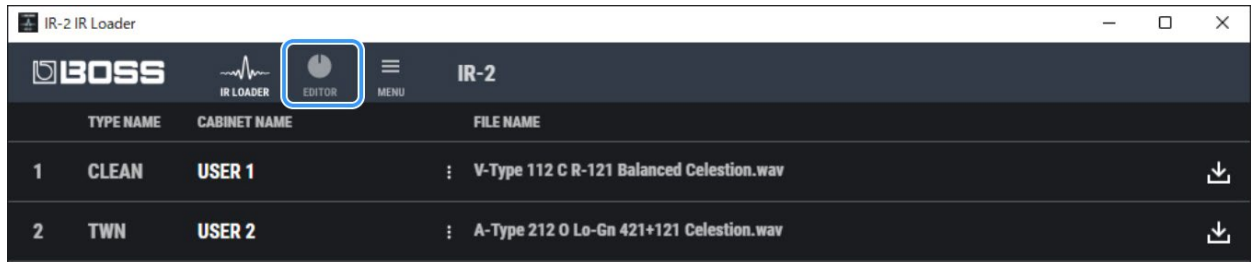 IR-2 IR Loader
BOSS IR LOADER EDITOR MENU IR-2
TYPE NAME CABINET NAME FILE NAME
1 CLEAN USER 1 V-Type 112 C R-121 Balanced Celestion.wav
2 TWN USER 2 A-Type 212 O Lo-Gn 421+121 Celestion.wav